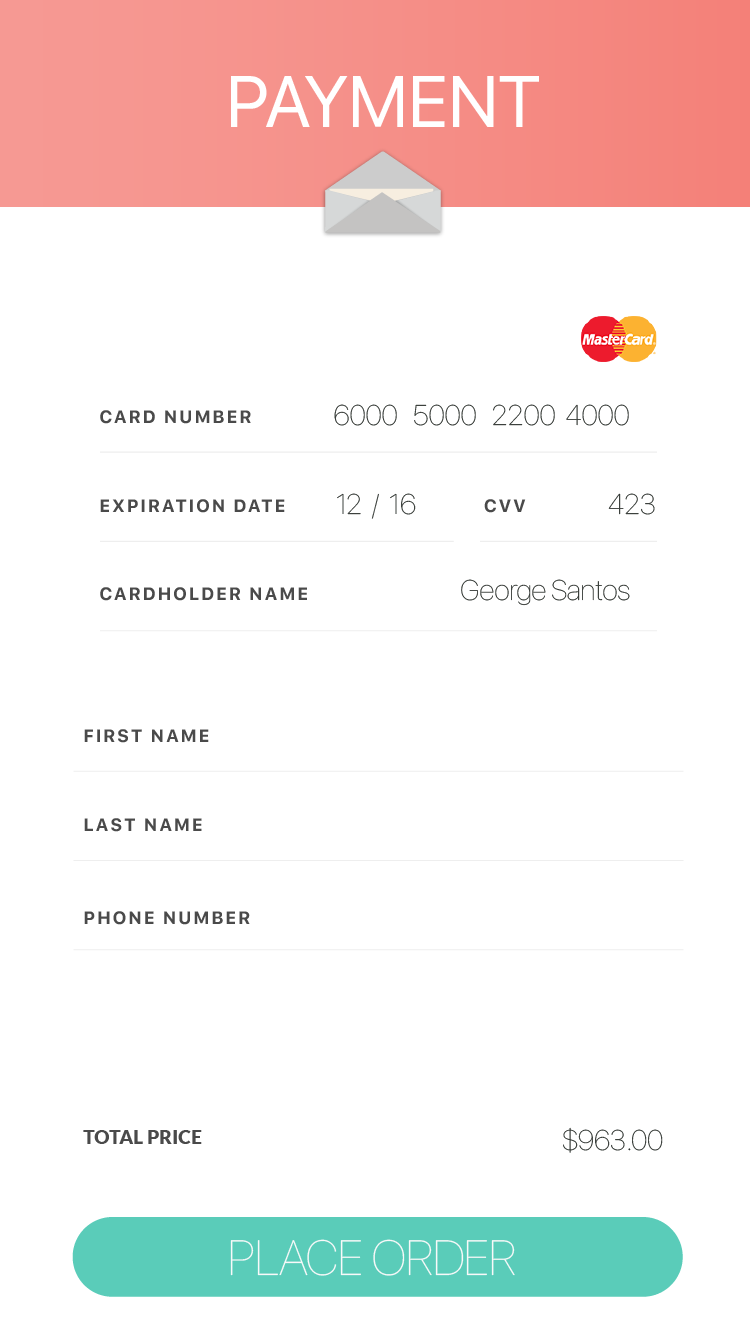 PAYMENT
MasterCard
CARD NUMBER 6000 5000 2200 4000
EXPIRATION DATE 12 / 16 CVV 423
CARDHOLDER NAME George Santos
FIRST NAME
LAST NAME
PHONE NUMBER
TOTAL PRICE $963.00
PLACE ORDER